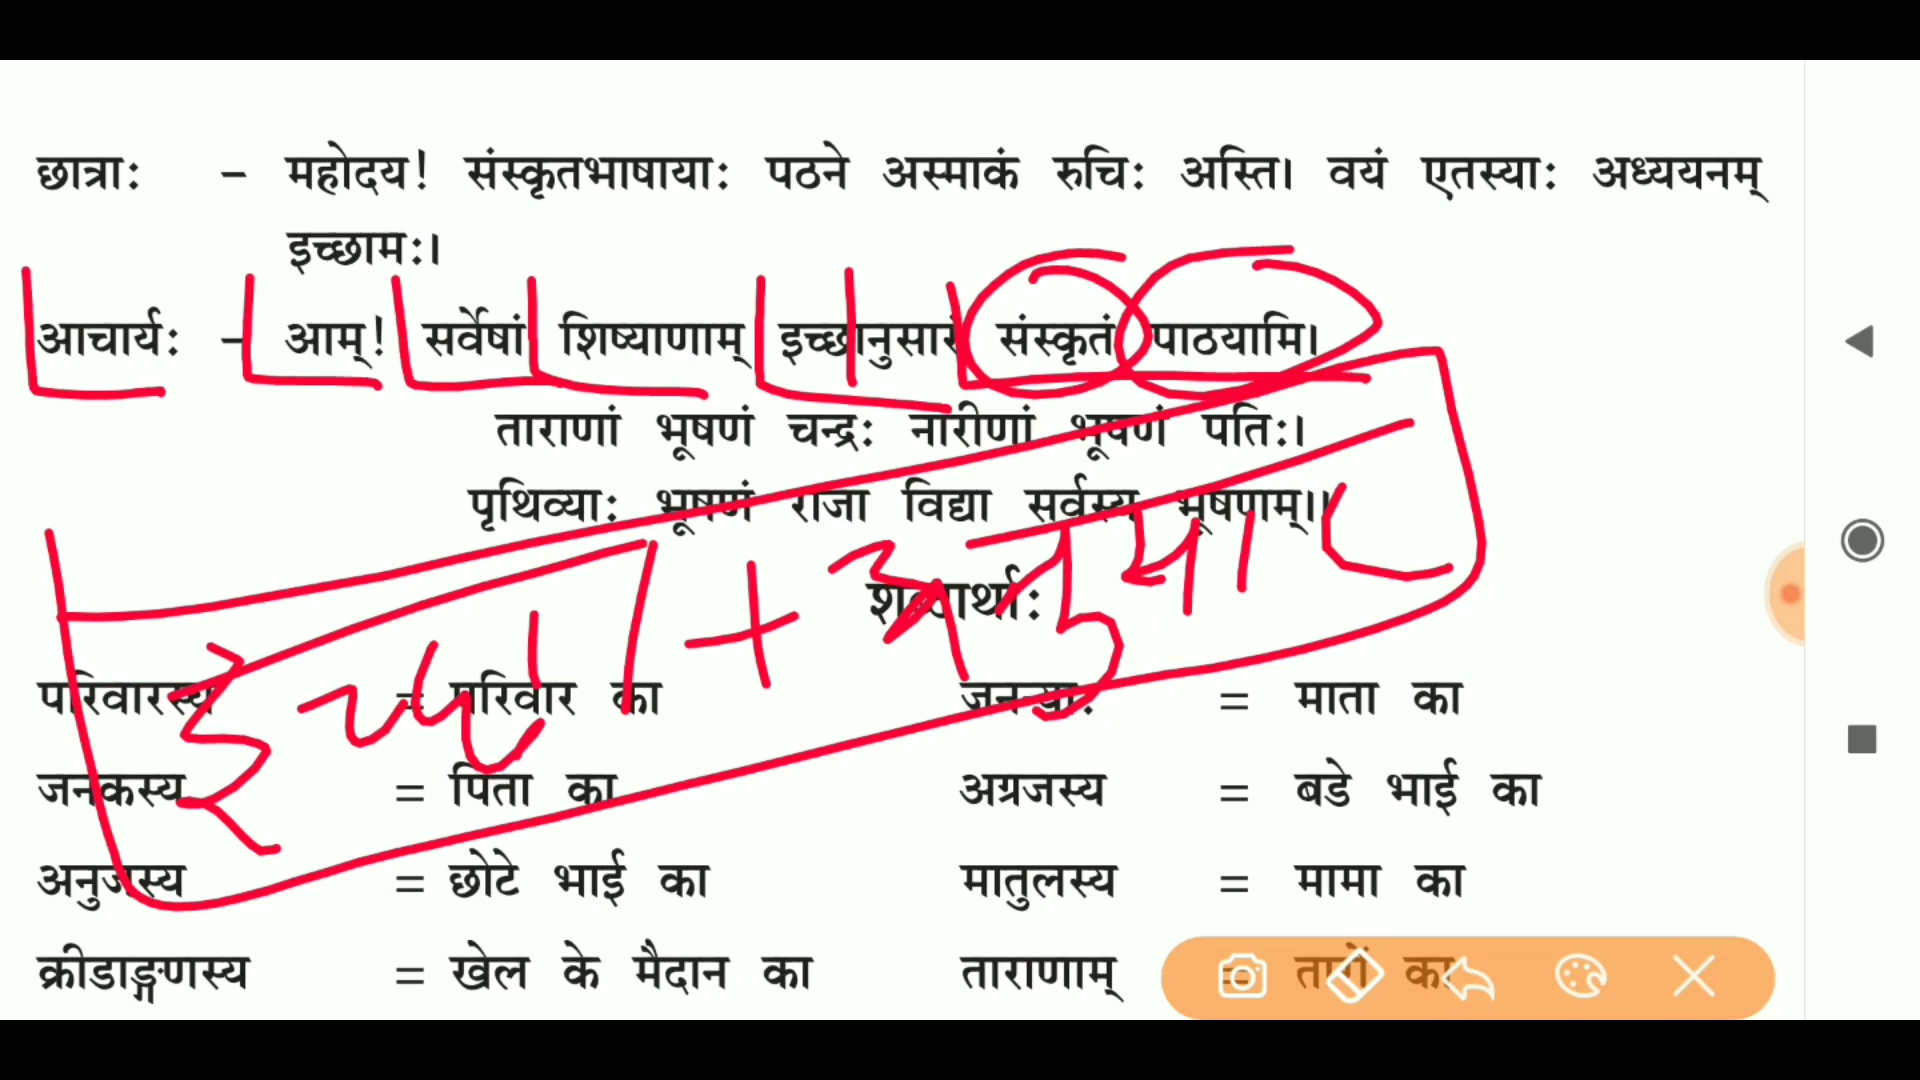 छात्राः – महोदय! संस्कृतभाषायाः पठने अस्माकं रुचिः अस्ति। वयं एतस्याः अध्ययनम्
इच्छामः।
आचार्यः – आम्! सर्वेषां शिष्याणाम् इच्छानुसारं संस्कृतं पाठयामि।
ताराणां भूषणं चन्द्रः नारीणां भूषणं पतिः।
पृथिव्याः भूषणं राजा विद्या सर्वस्य भूषणम्।।
इच्छा + अनुसार
शब्दार्थाः
परिवारस्य = परिवार का जनन्याः = माता का
जनकस्य = पिता का अग्रजस्य = बडे भाई का
अनुजस्य = छोटे भाई का मातुलस्य = मामा का
क्रीडाङ्गणस्य = खेल के मैदान का ताराणाम् = तारों का